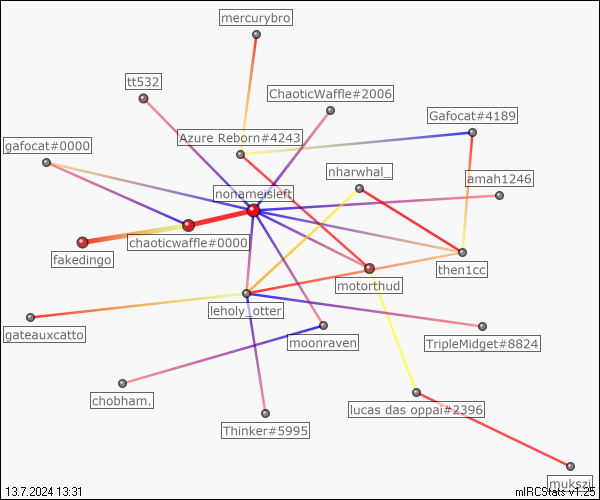 mercurybro
tt532
ChaoticWaffle#2006
Gafocat#4189
Azure Reborn#4243
gafocat#0000
nharwhal_
amah1246
nonameisleft
chaoticwaffle#0000
fakedingo
then1cc
motorthud
leholy_otter
gateauxcatto
moonraven
TripleMidget#8824
chobham.
lucas das oppai#2396
Thinker#5995
mukszi
13.7.2024 13:31
mIRCStats v1.25